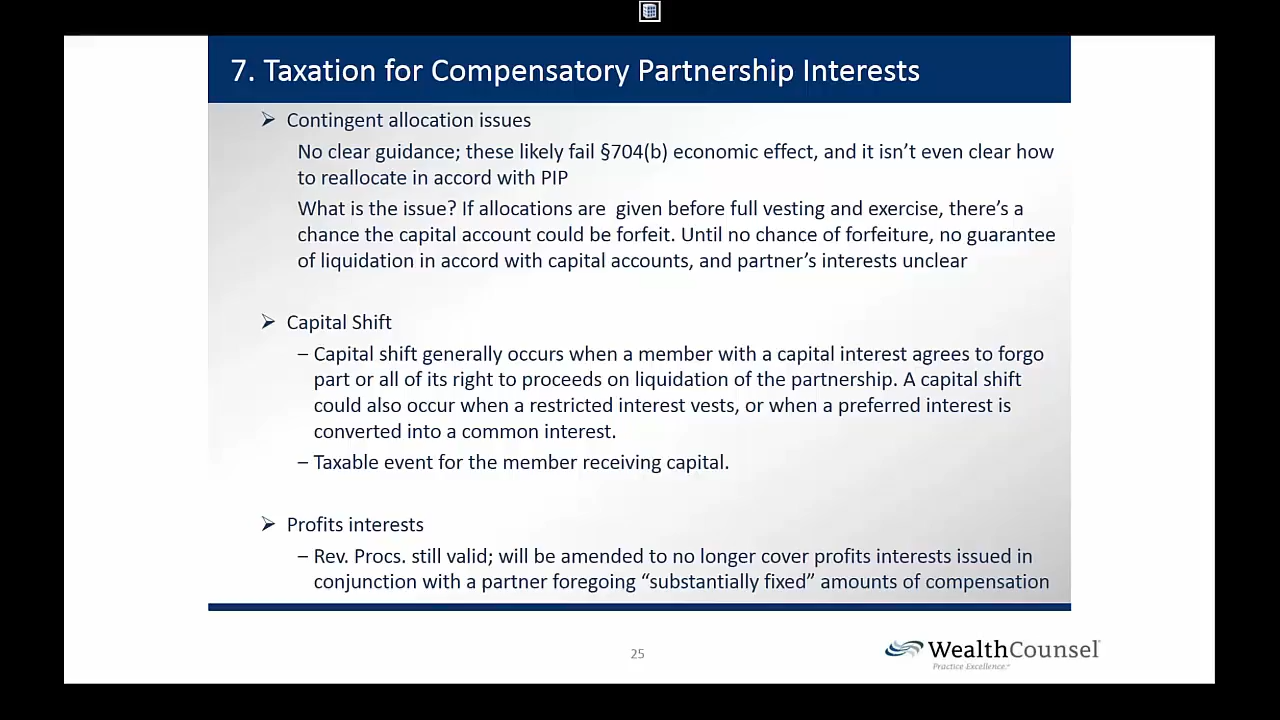 7. Taxation for Compensatory Partnership Interests
➢ Contingent allocation issues
No clear guidance; these likely fail §704(b) economic effect, and it isn’t even clear how
to reallocate in accord with PIP
What is the issue? If allocations are given before full vesting and exercise, there’s a
chance the capital account could be forfeit. Until no chance of forfeiture, no guarantee
of liquidation in accord with capital accounts, and partner’s interests unclear
➢ Capital Shift
– Capital shift generally occurs when a member with a capital interest agrees to forgo
part or all of its right to proceeds on liquidation of the partnership. A capital shift
could also occur when a restricted interest vests, or when a preferred interest is
converted into a common interest.
– Taxable event for the member receiving capital.
➢ Profits interests
– Rev. Procs. still valid; will be amended to no longer cover profits interests issued in
conjunction with a partner foregoing “substantially fixed” amounts of compensation
25
WealthCounsel
Practice Excellence.